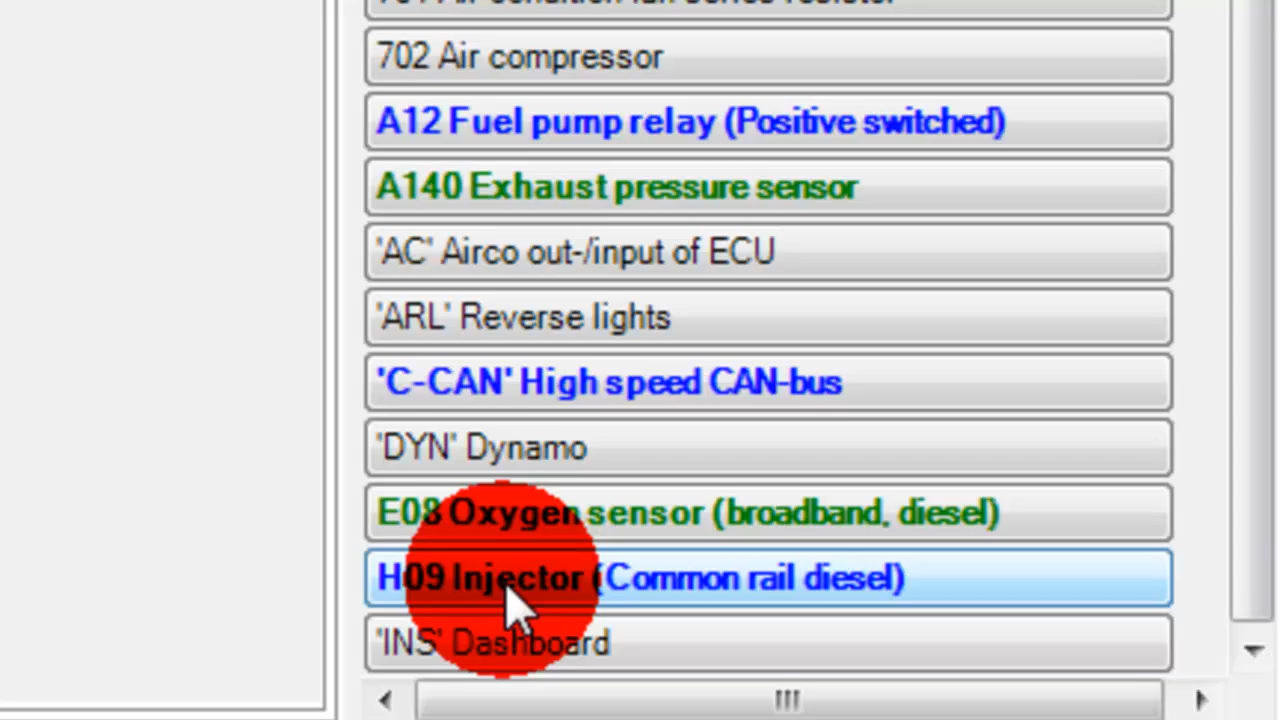 702 Air compressor
A12 Fuel pump relay (Positive switched)
A140 Exhaust pressure sensor
'AC' Airco out-/input of ECU
'ARL' Reverse lights
'C-CAN' High speed CAN-bus
'DYN' Dynamo
E08 Oxygen sensor (broadband, diesel)
H09 Injector (Common rail diesel)
'INS' Dashboard